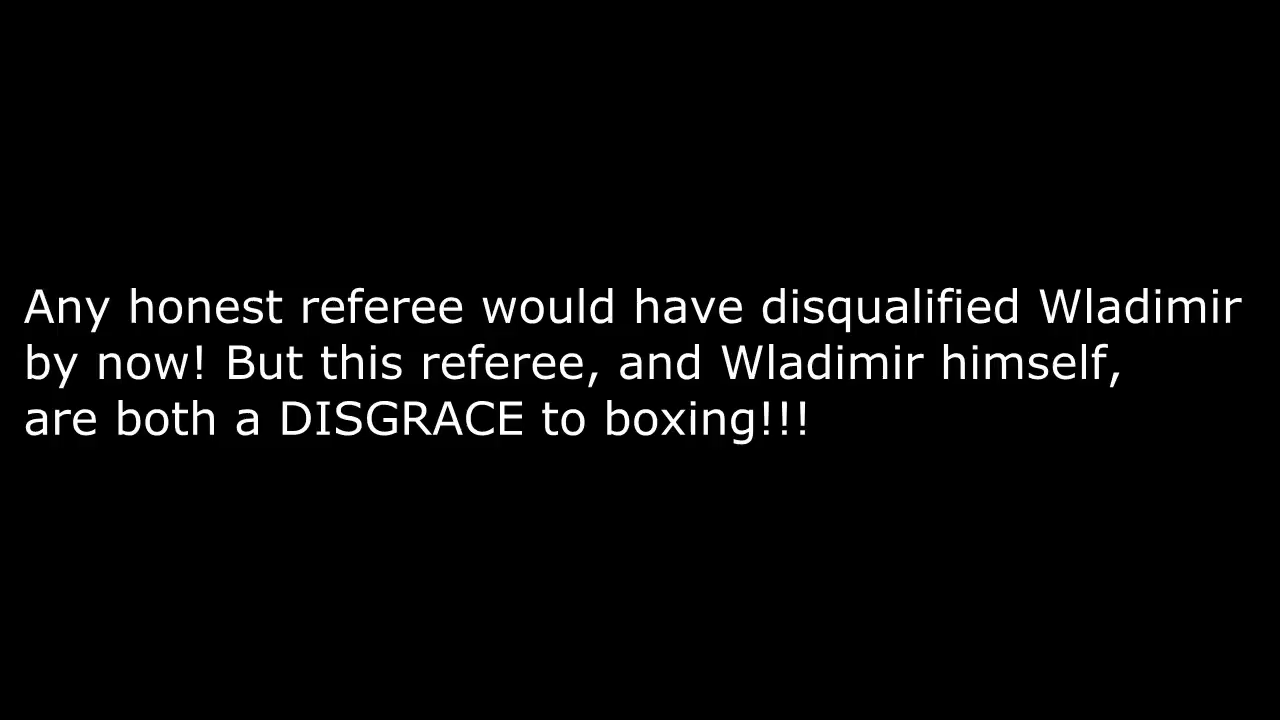 Any honest referee would have disqualified Wladimir
by now! But this referee, and Wladimir himself,
are both a DISGRACE to boxing!!!